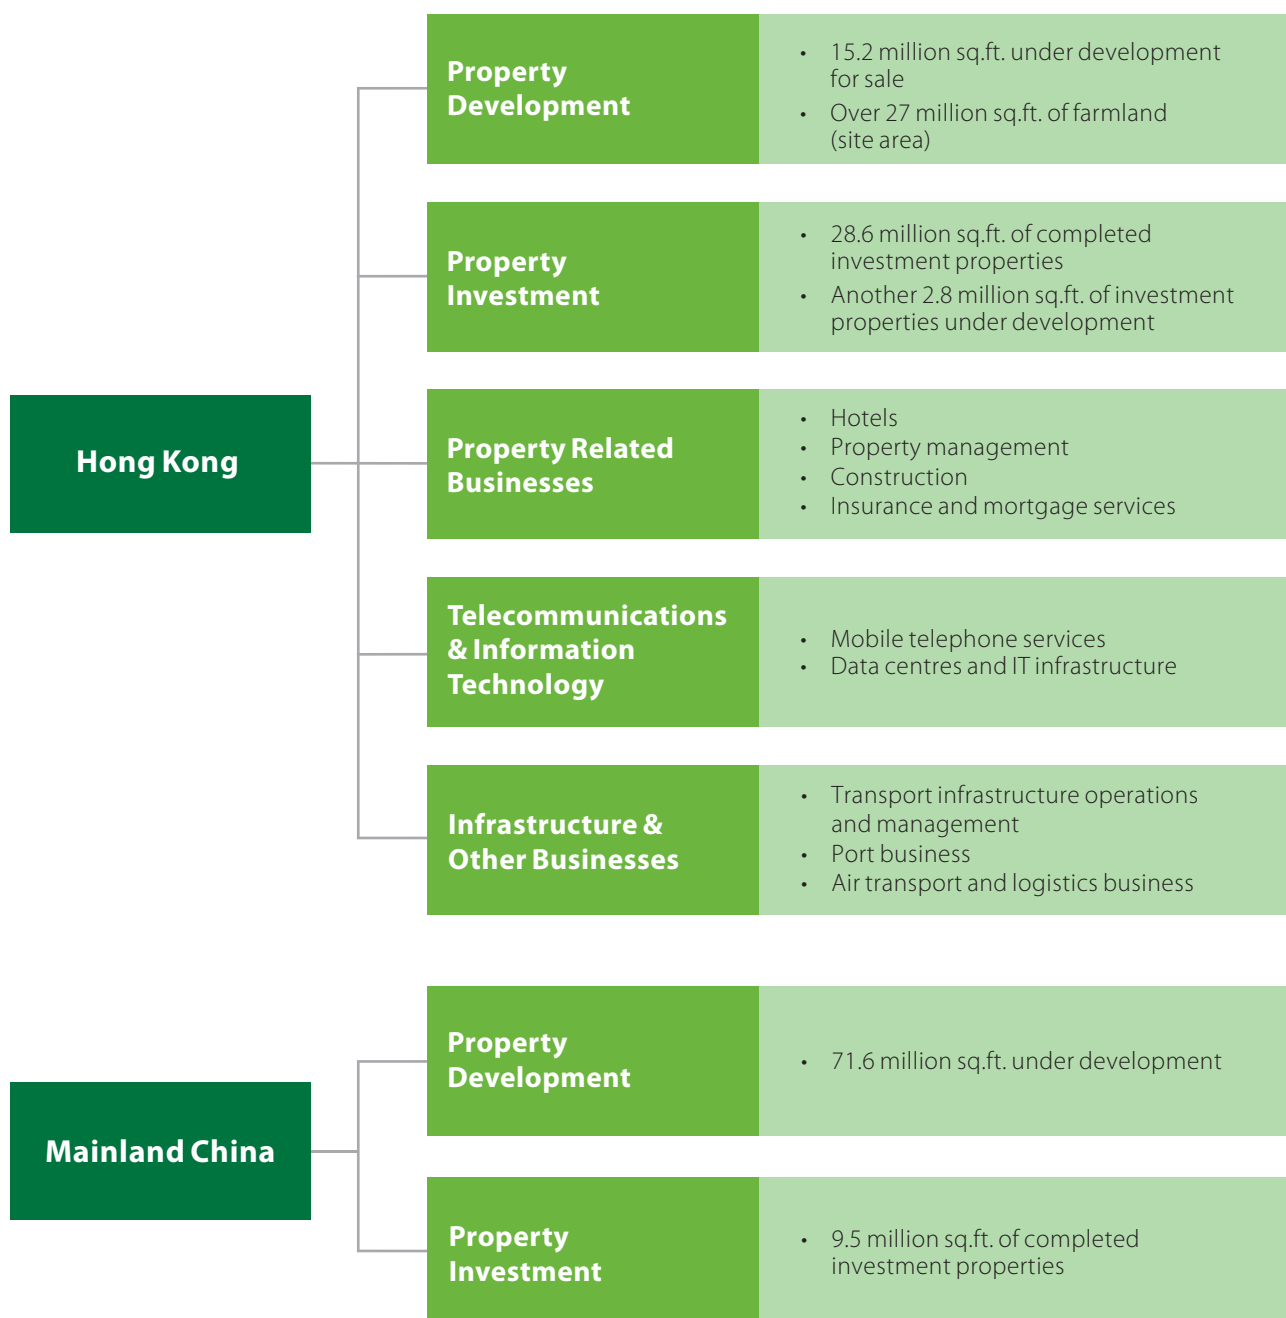 Hong Kong
Property
Development
• 15.2 million sq.ft. under development
for sale
• Over 27 million sq.ft. of farmland
(site area)
Property
Investment
• 28.6 million sq.ft. of completed
investment properties
• Another 2.8 million sq.ft. of investment
properties under development
Property Related
Businesses
• Hotels
• Property management
• Construction
• Insurance and mortgage services
Telecommunications
& Information
Technology
• Mobile telephone services
• Data centres and IT infrastructure
Infrastructure &
Other Businesses
• Transport infrastructure operations
and management
• Port business
• Air transport and logistics business
Mainland China
Property
Development
• 71.6 million sq.ft. under development
Property
Investment
• 9.5 million sq.ft. of completed
investment properties